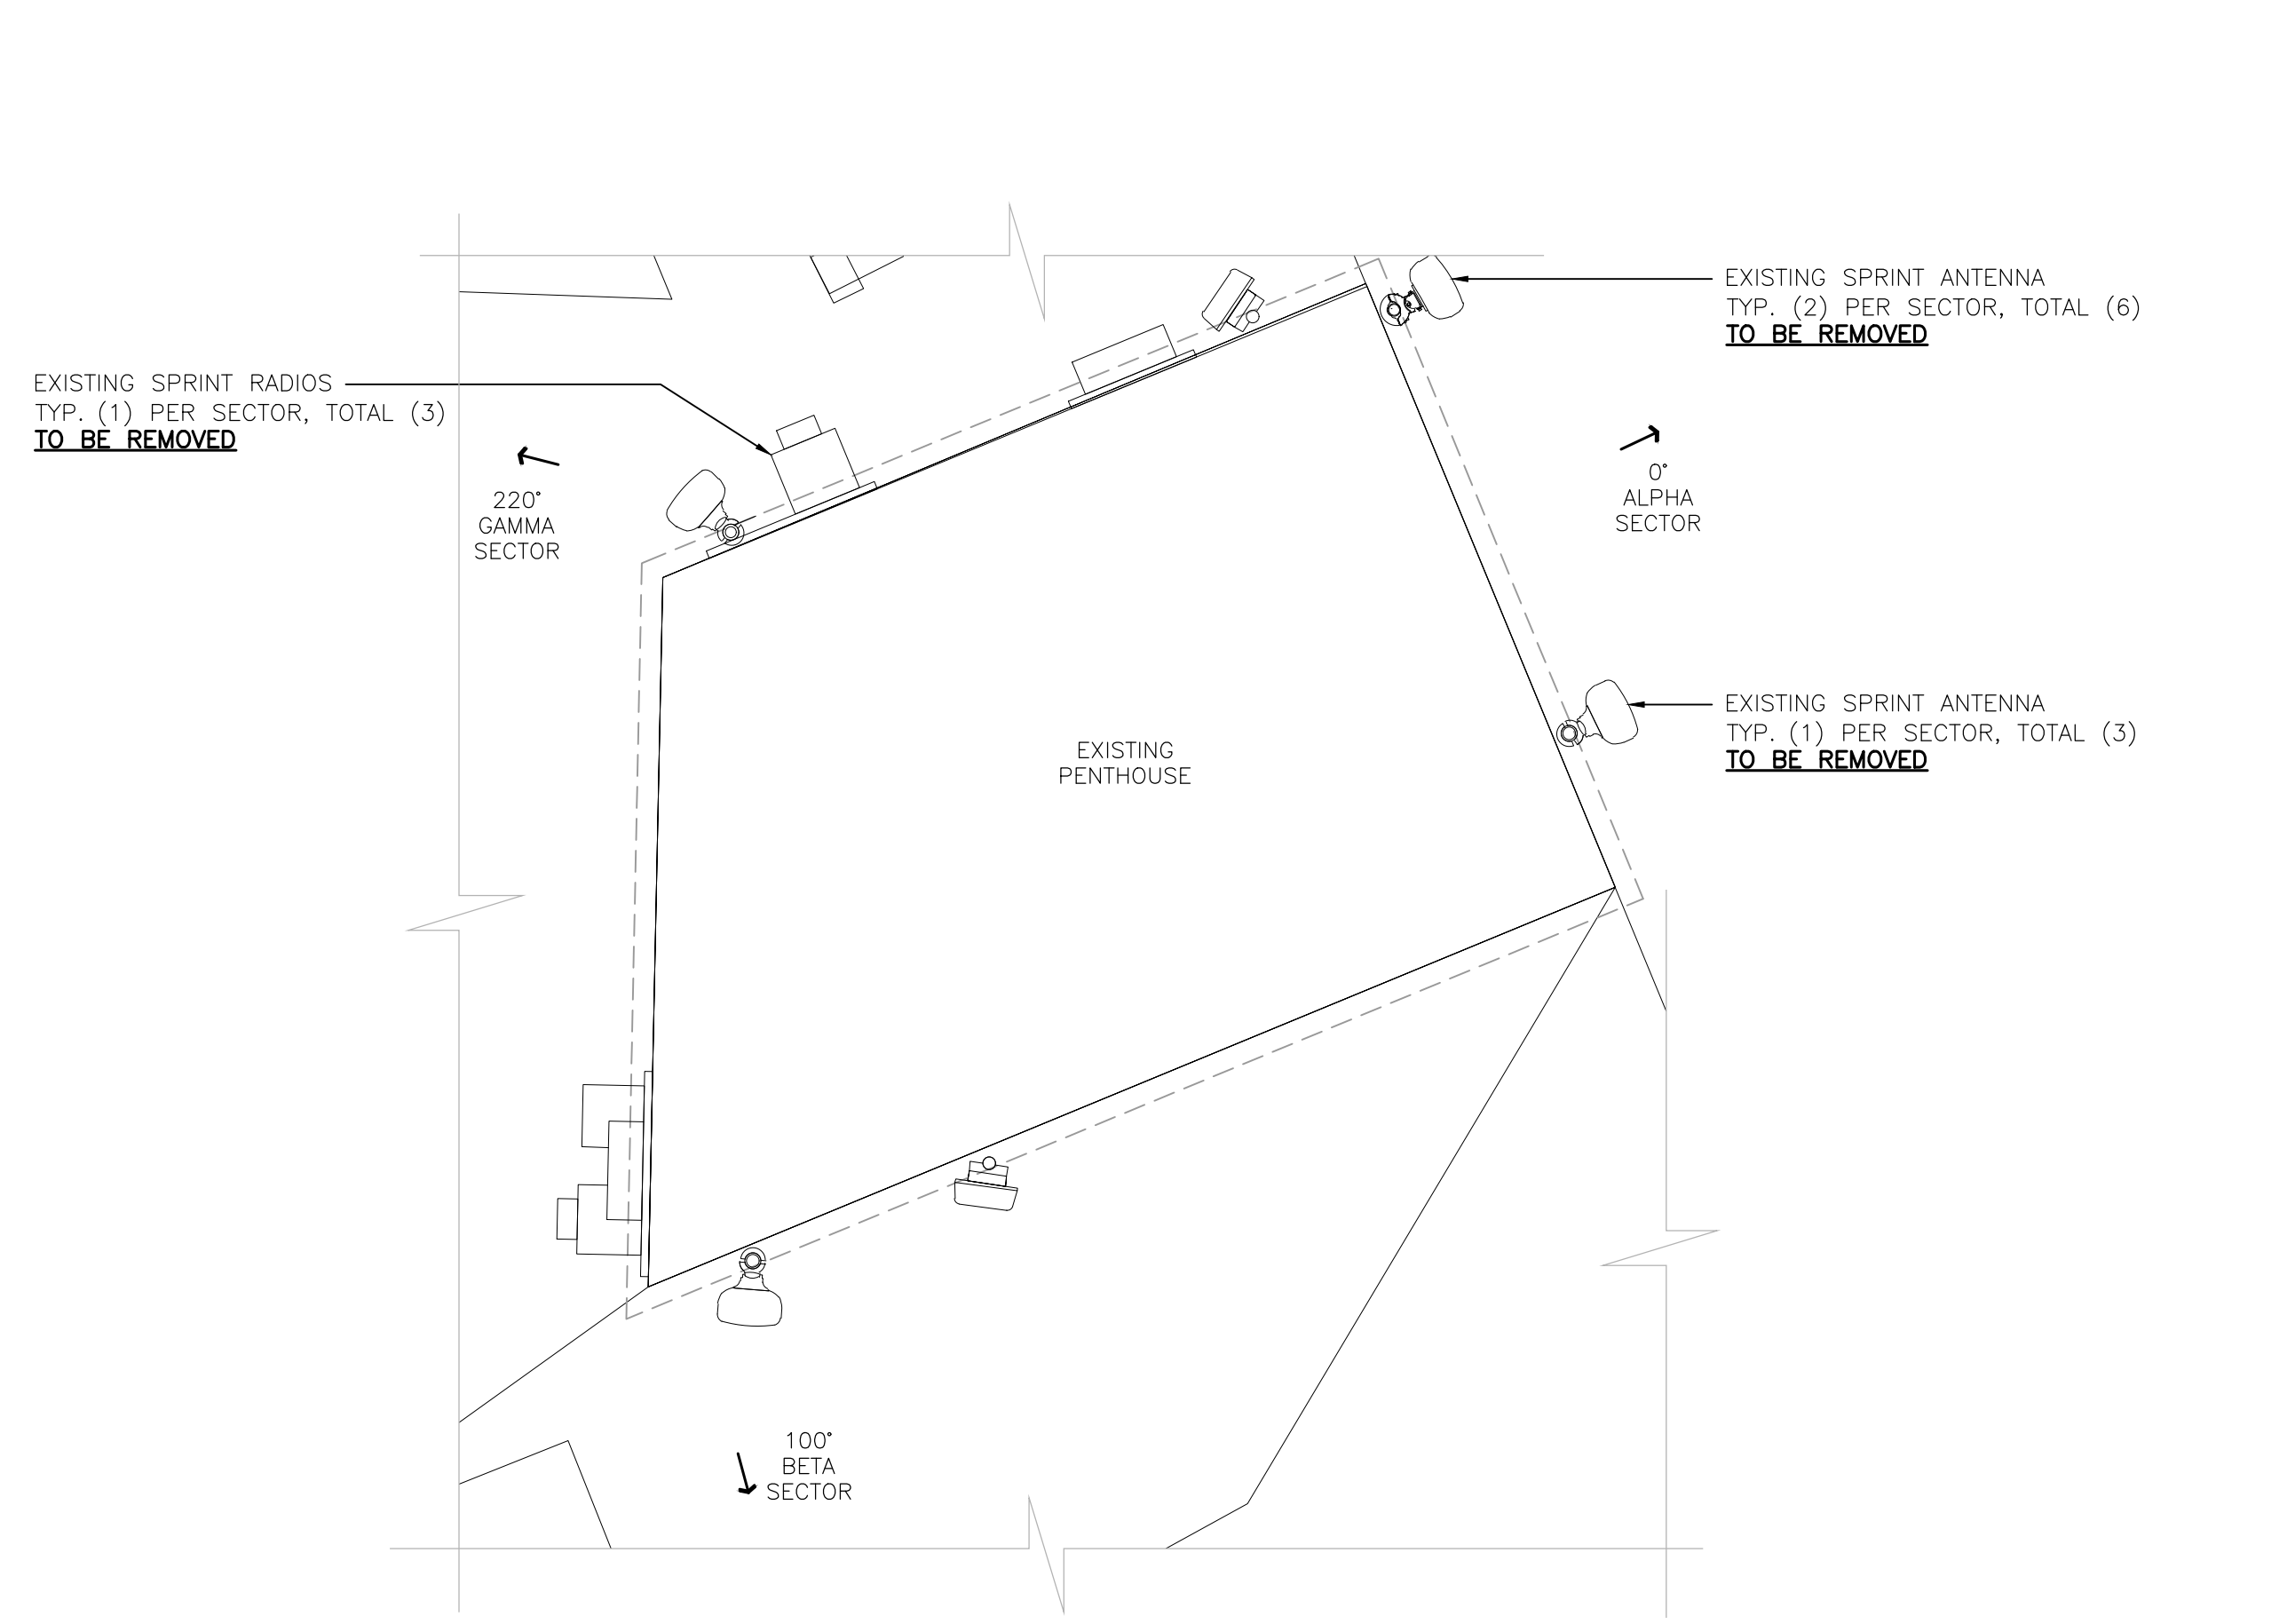 EXISTING SPRINT ANTENNA
TYP. (2) PER SECTOR, TOTAL (6)
TO BE REMOVED
EXISTING SPRINT RADIOS
TYP. (1) PER SECTOR, TOTAL (3)
TO BE REMOVED
220°
GAMMA
SECTOR
0°
ALPHA
SECTOR
EXISTING SPRINT ANTENNA
TYP. (1) PER SECTOR, TOTAL (3)
TO BE REMOVED
EXISTING
PENTHOUSE
100°
BETA
SECTOR